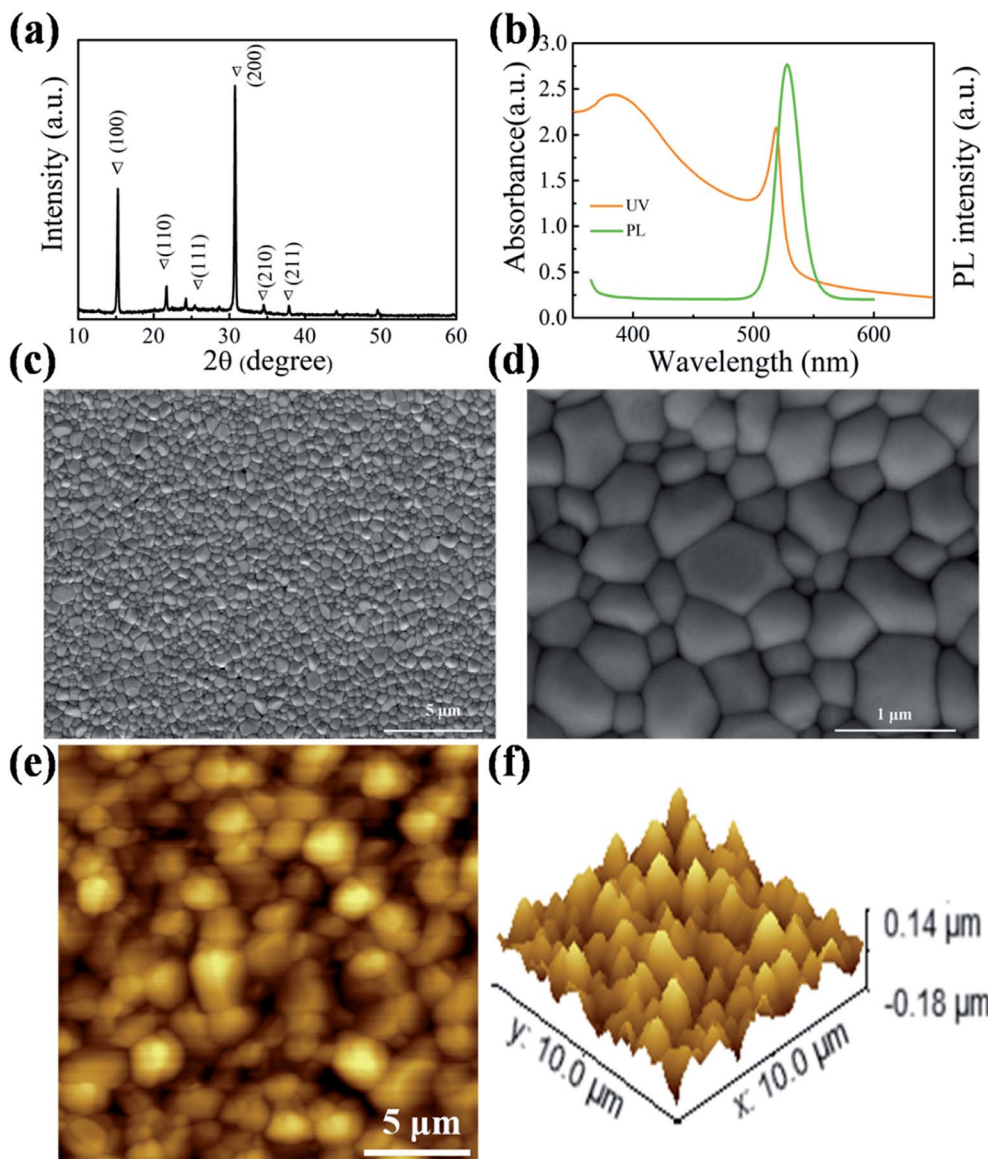 (a)
Intensity (a.u.)
▽ (100)
▽(110)
▽(111)
▽ (200)
▽(210)
▽(211)
10 20 30 40 50 60
2θ (degree)
(b)
Absorbance(a.u.)
3.0
2.5
2.0
1.5
1.0
0.5
0.0
UV
PL
400 500 600
Wavelength (nm)
PL intensity (a.u.)
(c)
5 μm
(d)
1 μm
(e)
5 μm
(f)
0.14 μm
-0.18 μm
y: 10.0 μm
x: 10.0 μm